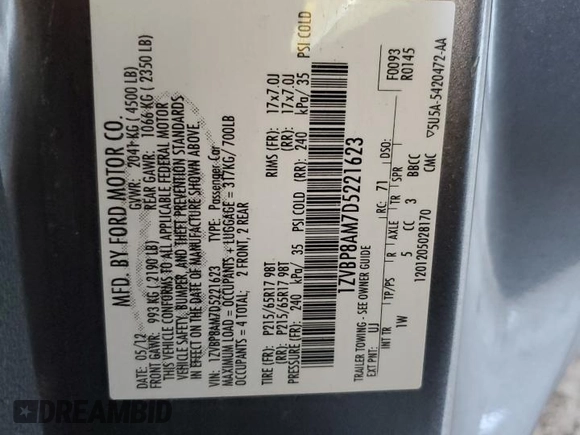 MFD. BY FORD MOTOR CO.
DATE: 05/12 GVWR: 2041 KG ( 4500 LB)
FRONT GAWR: 993 KG ( 2190 LB) REAR GAWR: 1066 KG ( 2350 LB)
THIS VEHICLE CONFORMS TO ALL APPLICABLE FEDERAL MOTOR
VEHICLE SAFETY, BUMPER, AND THEFT PREVENTION STANDARDS
IN EFFECT ON THE DATE OF MANUFACTURE SHOWN ABOVE.
VIN: 1ZVBP8AM7D5221623 TYPE: Passenger Car
MAXIMUM LOAD = OCCUPANTS + LUGGAGE = 317KG/ 700LB
OCCUPANTS = 4 TOTAL; 2 FRONT, 2 REAR
TIRE (FR): P215/65R17 98T RIMS (FR): 17x7.0J
TIRE (RR): P215/65R17 98T (RR): 17x7.0J
240 kPa/ 35 PSI COLD (RR): 240 kPa/ 35 PSI COLD
1ZVBP8AM7D5221623
TRAILER TOWING - SEE OWNER GUIDE
F0093
R0145
EXT PNT: UJ RC: 71 DSO:
INT TR TP/PS R AXLE TR SPR
1W 5 CC 3 BBCC
1201205028170 CMC
▽5U5A-5420472-AA
DREAMBID